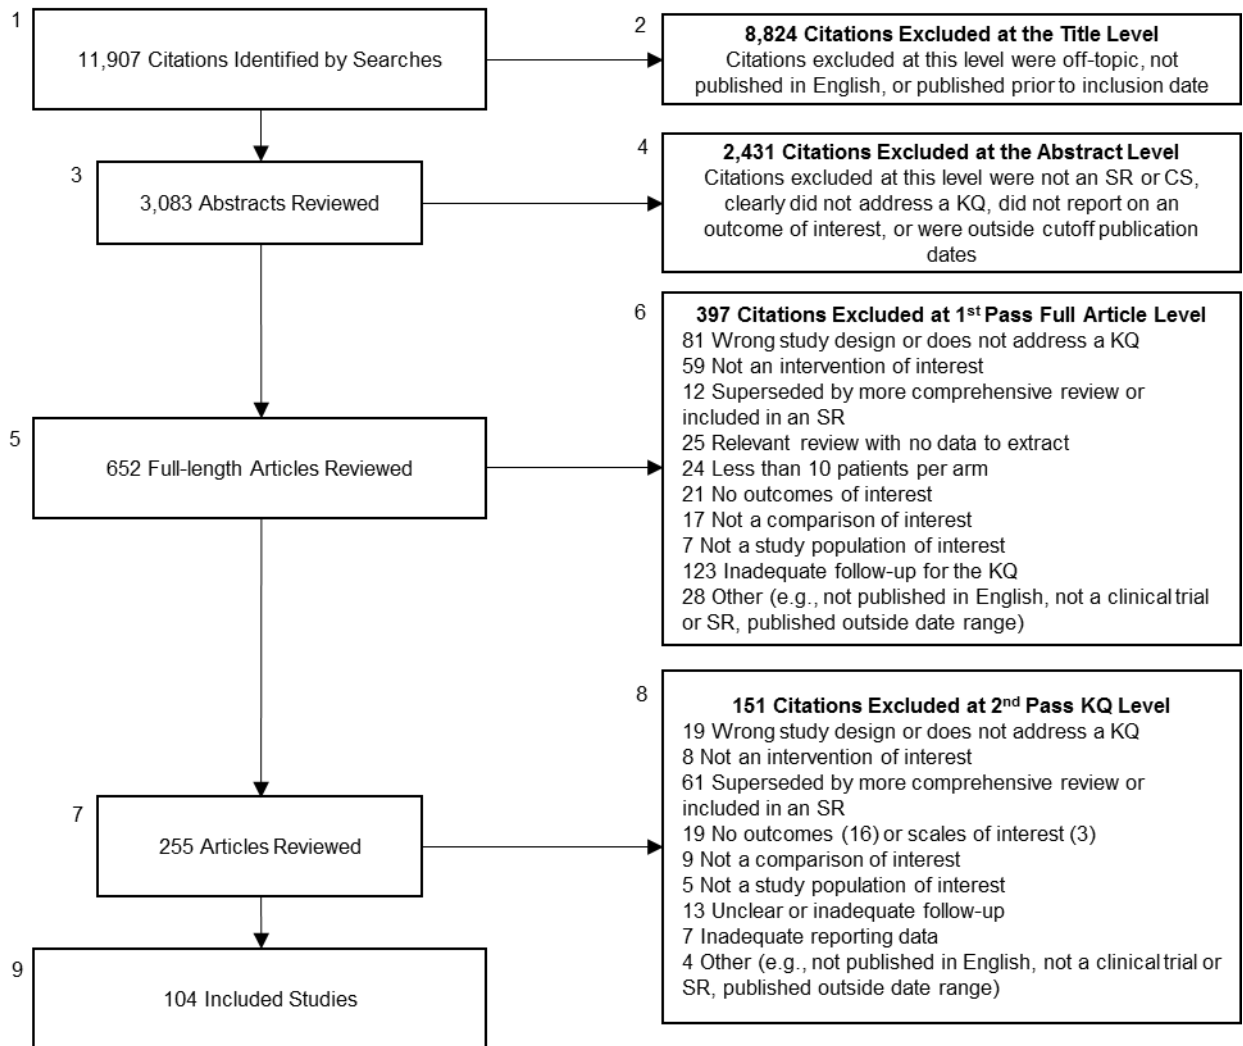 1
11,907 Citations Identified by Searches
2
8,824 Citations Excluded at the Title Level
Citations excluded at this level were off-topic, not
published in English, or published prior to inclusion date
3
3,083 Abstracts Reviewed
4
2,431 Citations Excluded at the Abstract Level
Citations excluded at this level were not an SR or CS,
clearly did not address a KQ, did not report on an
outcome of interest, or were outside cutoff publication
dates
5
652 Full-length Articles Reviewed
6
397 Citations Excluded at 1st Pass Full Article Level
81 Wrong study design or does not address a KQ
59 Not an intervention of interest
12 Superseded by more comprehensive review or
included in an SR
25 Relevant review with no data to extract
24 Less than 10 patients per arm
21 No outcomes of interest
17 Not a comparison of interest
7 Not a study population of interest
123 Inadequate follow-up for the KQ
28 Other (e.g., not published in English, not a clinical trial
or SR, published outside date range)
7
255 Articles Reviewed
8
151 Citations Excluded at 2nd Pass KQ Level
19 Wrong study design or does not address a KQ
8 Not an intervention of interest
61 Superseded by more comprehensive review or
included in an SR
19 No outcomes (16) or scales of interest (3)
9 Not a comparison of interest
5 Not a study population of interest
13 Unclear or inadequate follow-up
7 Inadequate reporting data
4 Other (e.g., not published in English, not a clinical trial or
SR, published outside date range)
9
104 Included Studies